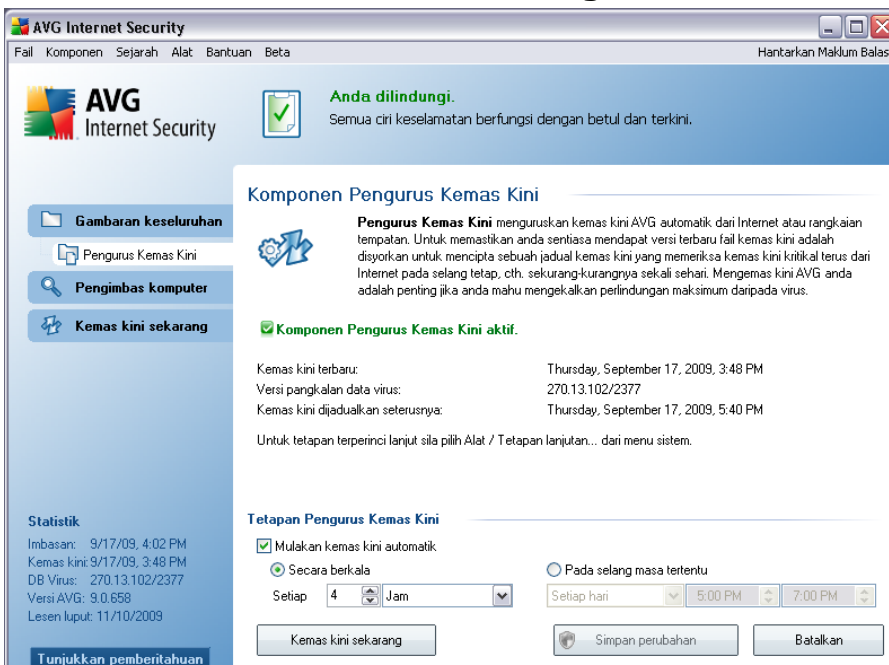 AVG Internet Security
Fail Komponen Sejarah Alat Bantuan Beta
Hantarkan Maklum Balas
AVG
Internet Security
Anda dilindungi.
Semua ciri keselamatan berfungsi dengan betul dan terkini.
Gambaran keseluruhan
Pengurus Kemas Kini
Pengimbas komputer
Kemas kini sekarang
Komponen Pengurus Kemas Kini
Pengurus Kemas Kini menguruskan kemas kini AVG automatik dari Internet atau rangkaian
tempatan. Untuk memastikan anda sentiasa mendapat versi terbaru fail kemas kini adalah
disyorkan untuk mencipta sebuah jadual kemas kini yang memeriksa kemas kini kritikal terus dari
Internet pada selang tetap, cth. sekurang-kurangnya sekali sehari. Mengemas kini AVG anda
adalah penting jika anda mahu mengekalkan perlindungan maksimum daripada virus.
Komponen Pengurus Kemas Kini aktif.
Kemas kini terbaru: Thursday, September 17, 2009, 3:48 PM
Versi pangkalan data virus: 270.13.102/2377
Kemas kini dijadualkan seterusnya: Thursday, September 17, 2009, 5:40 PM
Untuk tetapan terperinci lanjut sila pilih Alat / Tetapan lanjutan... dari menu sistem.
Tetapan Pengurus Kemas Kini
Mulakan kemas kini automatik
Secara berkala
Pada selang masa tertentu
Setiap 4 Jam
Setiap hari 5:00 PM 7:00 PM
Kemas kini sekarang
Simpan perubahan
Batalkan
Statistik
Imbasan: 9/17/09, 4:02 PM
Kemas kini: 9/17/09, 3:48 PM
DB Virus: 270.13.102/2377
Versi AVG: 9.0.658
Lesen luput: 11/10/2009
Tunjukkan pemberitahuan